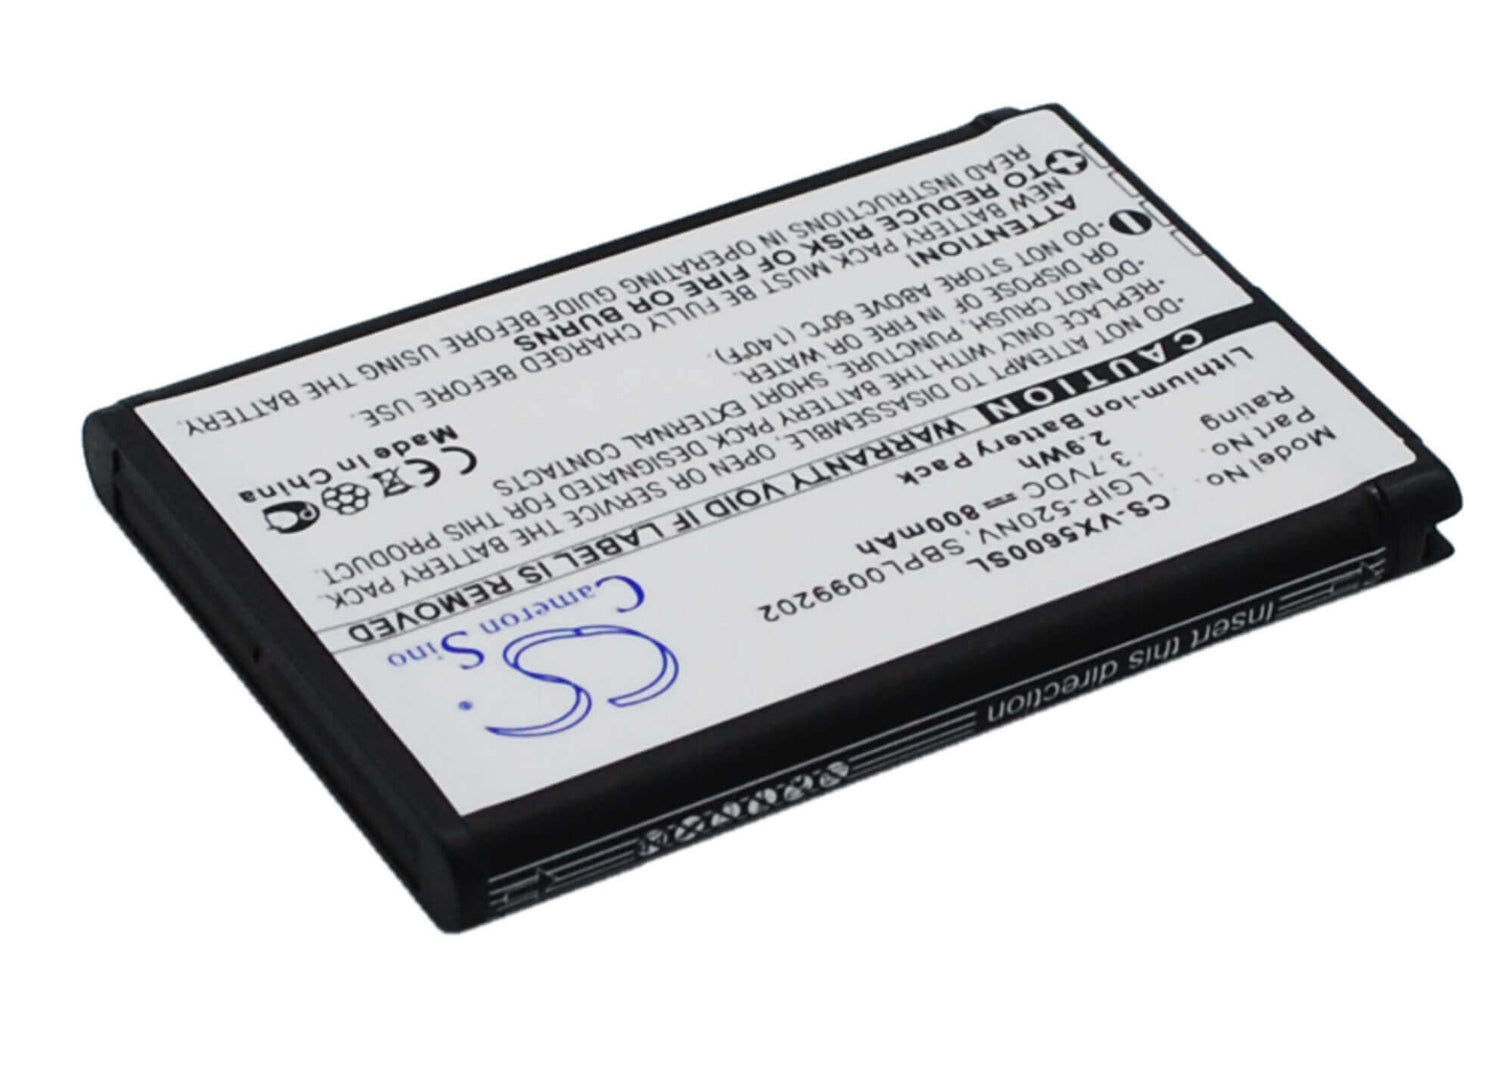 Cameron Sino
CS
Model No. CS-VX5600SL
Part No. LGIP-520NV, SBPL0099202
Rating 3.7VDC ⎓ 800mAh
2.9Wh
Lithium-ion Battery Pack
CAUTION WARRANTY VOID IF LABEL IS REMOVED
-DO NOT ATTEMPT TO DISASSEMBLE, OPEN OR SERVICE THE BATTERY PACK.
-REPLACE ONLY WITH THE BATTERY PACK DESIGNATED FOR THIS PRODUCT.
-DO NOT CRUSH, PUNCTURE, SHORT EXTERNAL CONTACTS
OR DISPOSE OF IN FIRE OR WATER.
-DO NOT STORE ABOVE 60℃ (140℉).
ATTENTION!
NEW BATTERY PACK MUST BE FULLY CHARGED BEFORE USE.
TO REDUCE RISK OF FIRE OR BURNS
READ INSTRUCTIONS IN OPERATING GUIDE BEFORE USING THE BATTERY.
CE
Made in China
Insert this direction